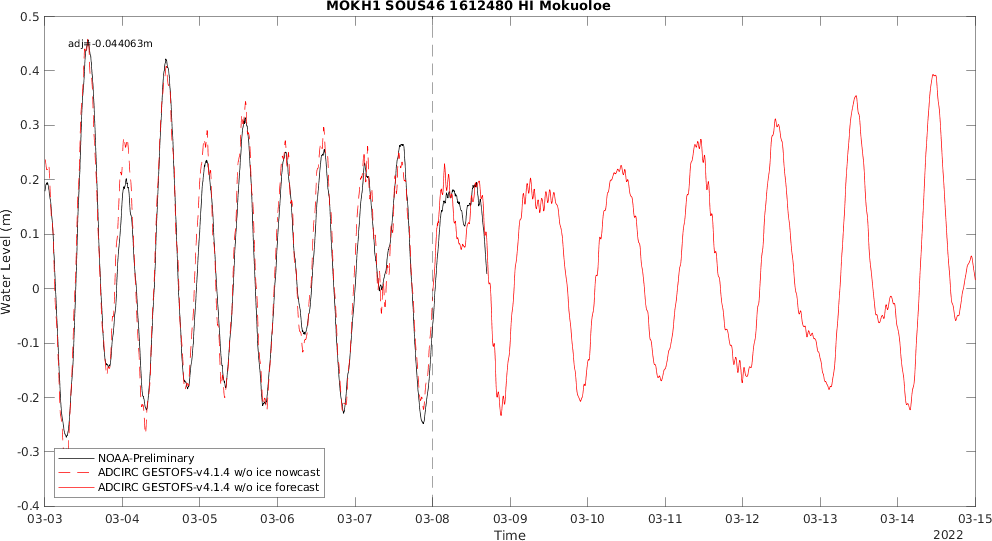 MOKH1 SOUS46 1612480 HI Mokuoloe
adj=-0.044063m
0.5
0.4
0.3
0.2
0.1
0
-0.1
-0.2
-0.3
-0.4
Water Level (m)
NOAA-Preliminary
ADCIRC GESTOFS-v4.1.4 w/o ice nowcast
ADCIRC GESTOFS-v4.1.4 w/o ice forecast
03-03 03-04 03-05 03-06 03-07 03-08 03-09 03-10 03-11 03-12 03-13 03-14 03-15
Time
2022